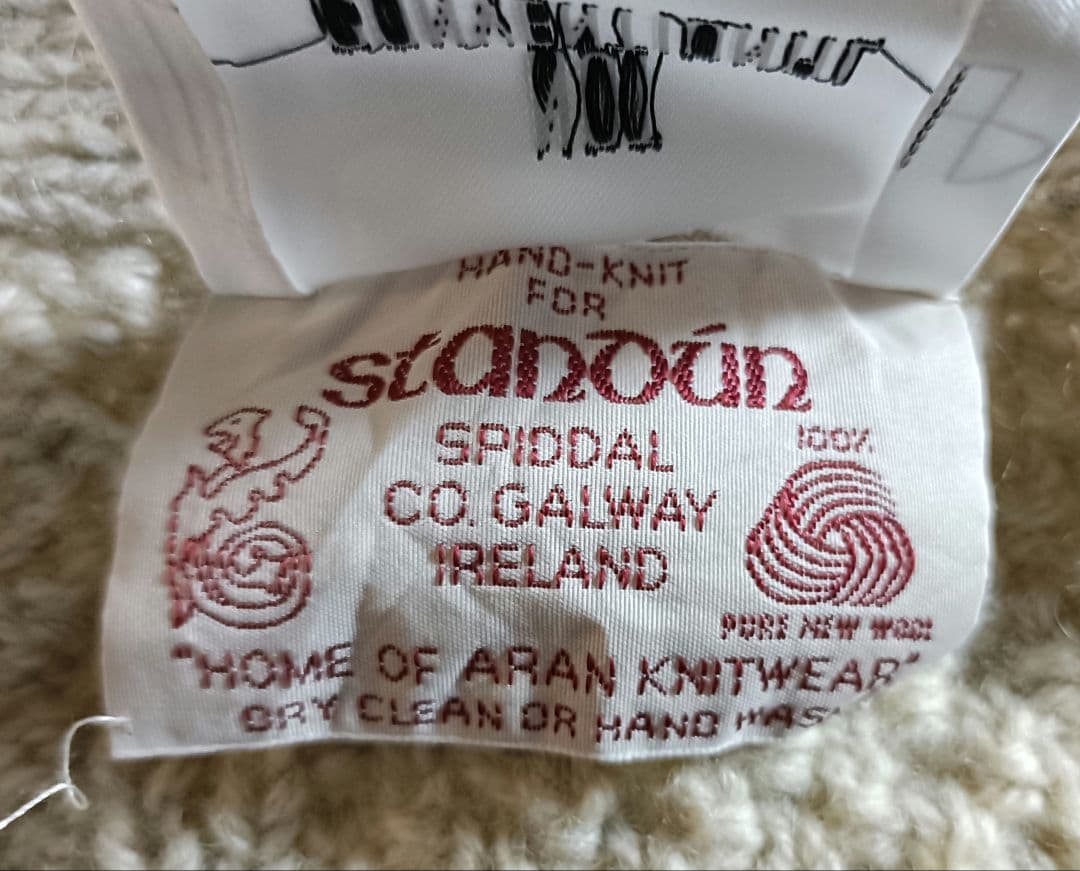 HAND-KNIT
FOR
standún
SPIDDAL
CO. GALWAY
IRELAND
100%
PURE NEW WOOL
"HOME OF ARAN KNITWEAR"
DRY CLEAN OR HAND WAS